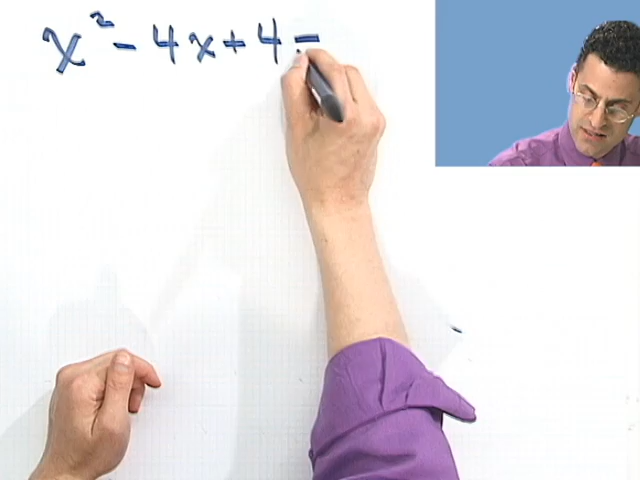 x² - 4x + 4 =